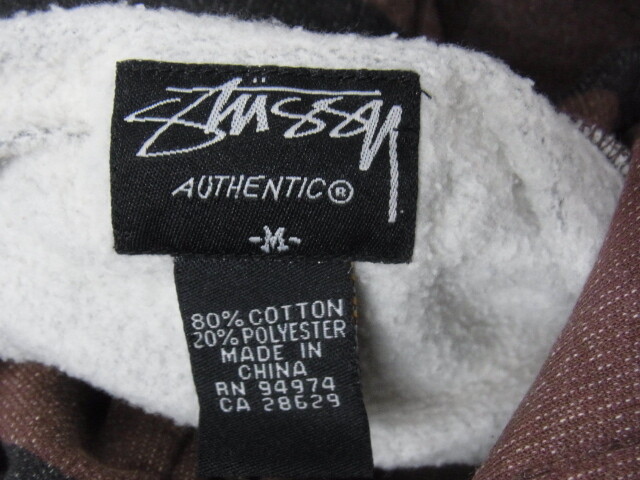 Stüssy
AUTHENTIC®
-M-
80% COTTON
20% POLYESTER
MADE IN
CHINA
RN 94974
CA 28629